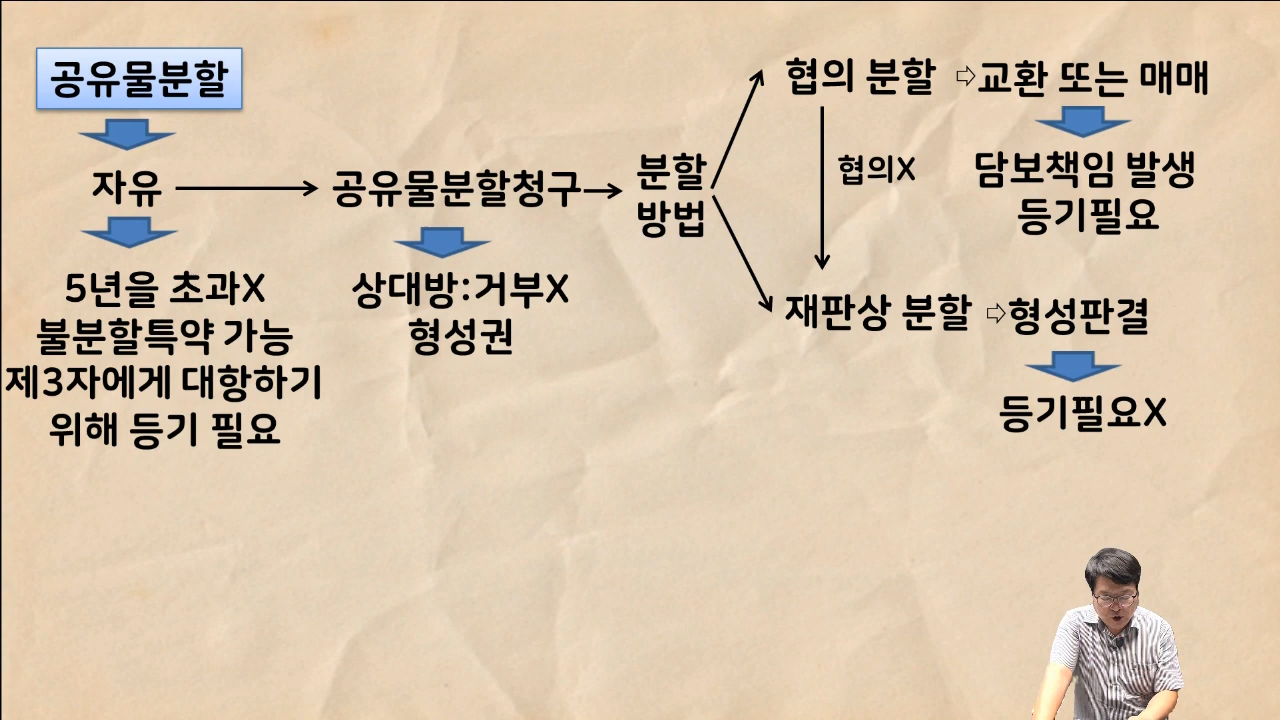 공유물분할
자유
5년을 초과X
불분할특약 가능
제3자에게 대항하기
위해 등기 필요
공유물분할청구
상대방:거부X
형성권
분할
방법
협의 분할 ⇨교환 또는 매매
담보책임 발생
등기필요
협의X
재판상 분할 ⇨형성판결
등기필요X